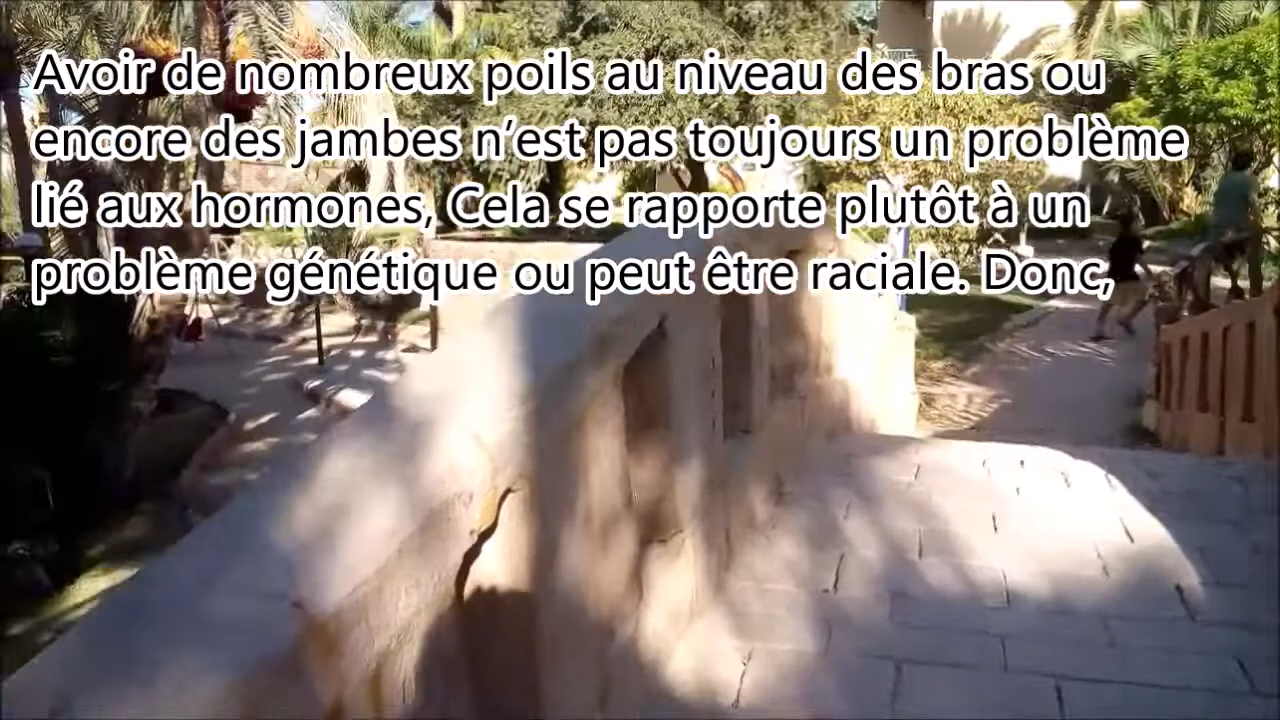 Avoir de nombreux poils au niveau des bras ou
encore des jambes n’est pas toujours un problème
lié aux hormones, Cela se rapporte plutôt à un
problème génétique ou peut être raciale. Donc,